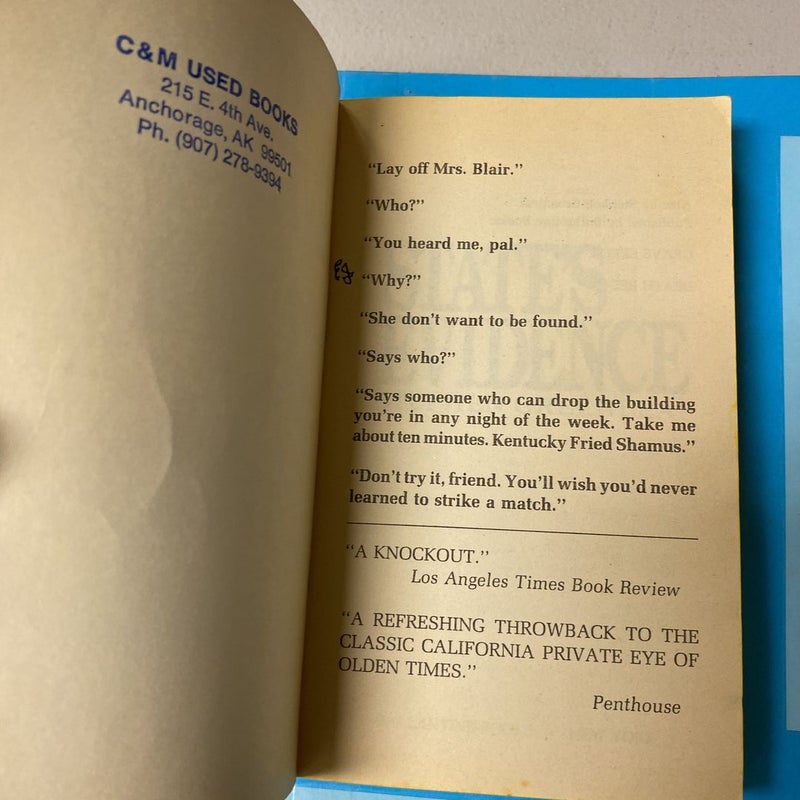 C&M USED BOOKS
215 E. 4th Ave.
Anchorage, AK 99501
Ph. (907) 278-9394
“Lay off Mrs. Blair.”
“Who?”
“You heard me, pal.”
“Why?”
“She don’t want to be found.”
“Says who?”
“Says someone who can drop the building
you’re in any night of the week. Take me
about ten minutes. Kentucky Fried Shamus.”
“Don’t try it, friend. You’ll wish you’d never
learned to strike a match.”
“A KNOCKOUT.”
Los Angeles Times Book Review
“A REFRESHING THROWBACK TO THE
CLASSIC CALIFORNIA PRIVATE EYE OF
OLDEN TIMES.”
Penthouse